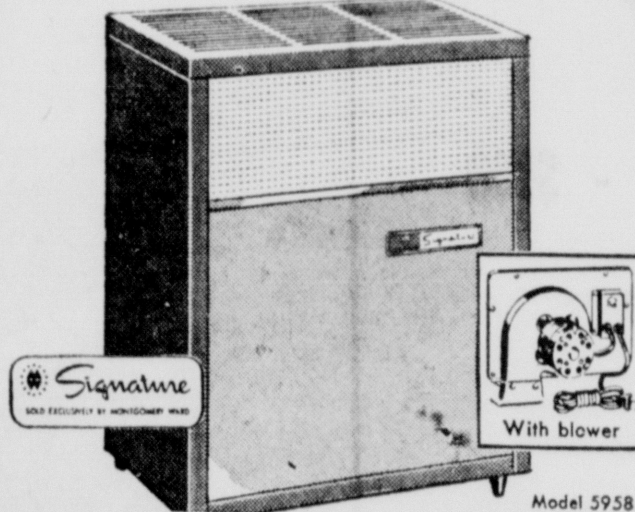 Signature
Signature
SOLD EXCLUSIVELY BY MONTGOMERY WARD
With blower
Model 5958